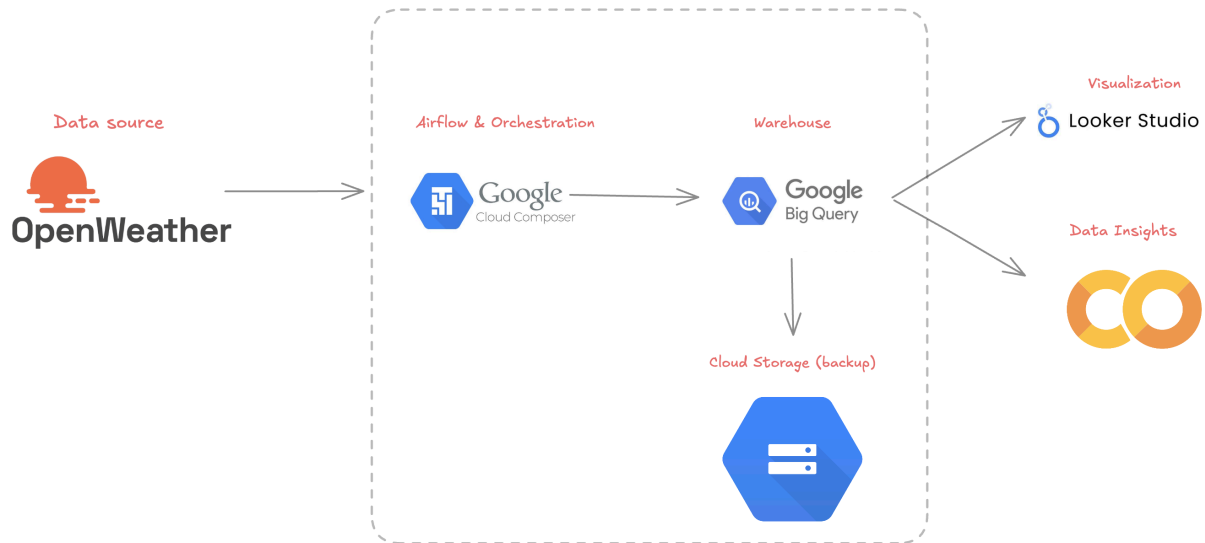 Data source
OpenWeather
Airflow & Orchestration
Google
Cloud Composer
Warehouse
Google
Big Query
Cloud Storage (backup)
Visualization
Looker Studio
Data Insights